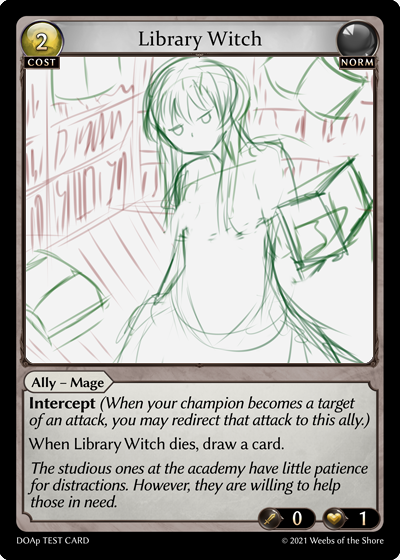 2
COST
Library Witch
NORM
Ally – Mage
Intercept (When your champion becomes a target
of an attack, you may redirect that attack to this ally.)
When Library Witch dies, draw a card.
The studious ones at the academy have little patience
for distractions. However, they are willing to help
those in need.
0
1
DOAp TEST CARD
© 2021 Weebs of the Shore